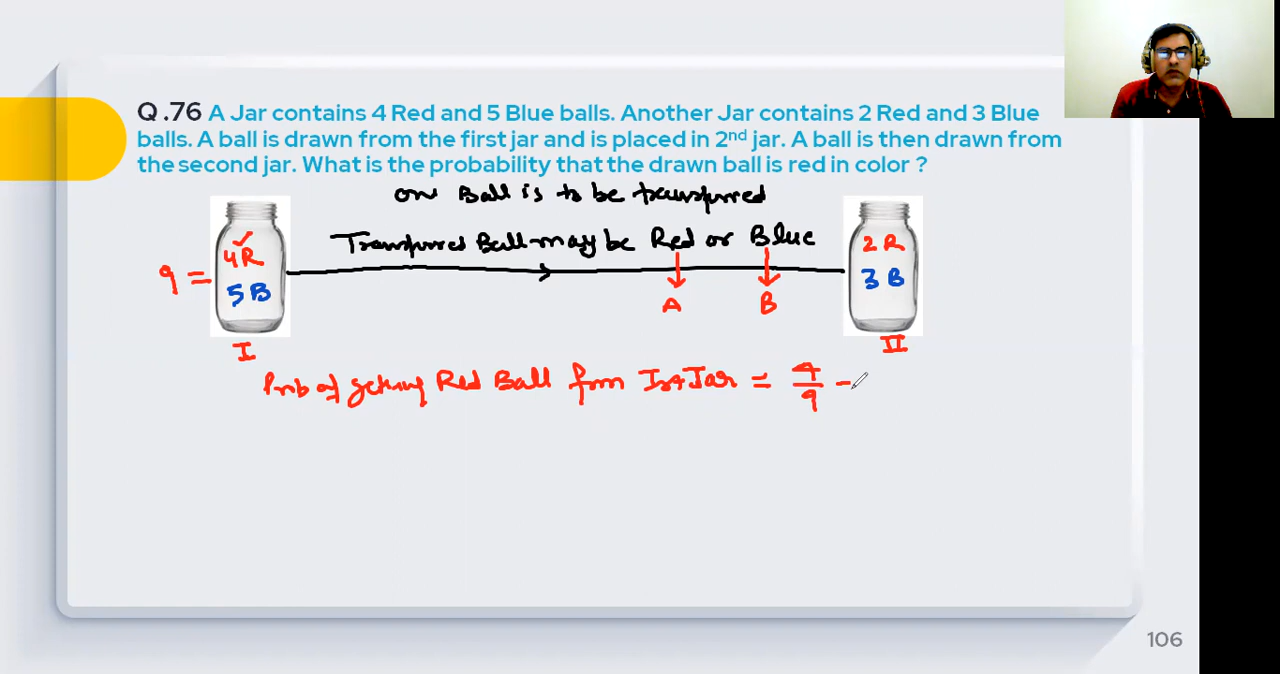 Q.76 A Jar contains 4 Red and 5 Blue balls. Another Jar contains 2 Red and 3 Blue
balls. A ball is drawn from the first jar and is placed in 2nd jar. A ball is then drawn from
the second jar. What is the probability that the drawn ball is red in color ?
one Ball is to be transfurred
Transfurred Ball may be Red or Blue
4R
9 =
5B
2 R
3 B
A B
I
II
Prob of getting Red Ball from Ist Jar = 4/9 -
106